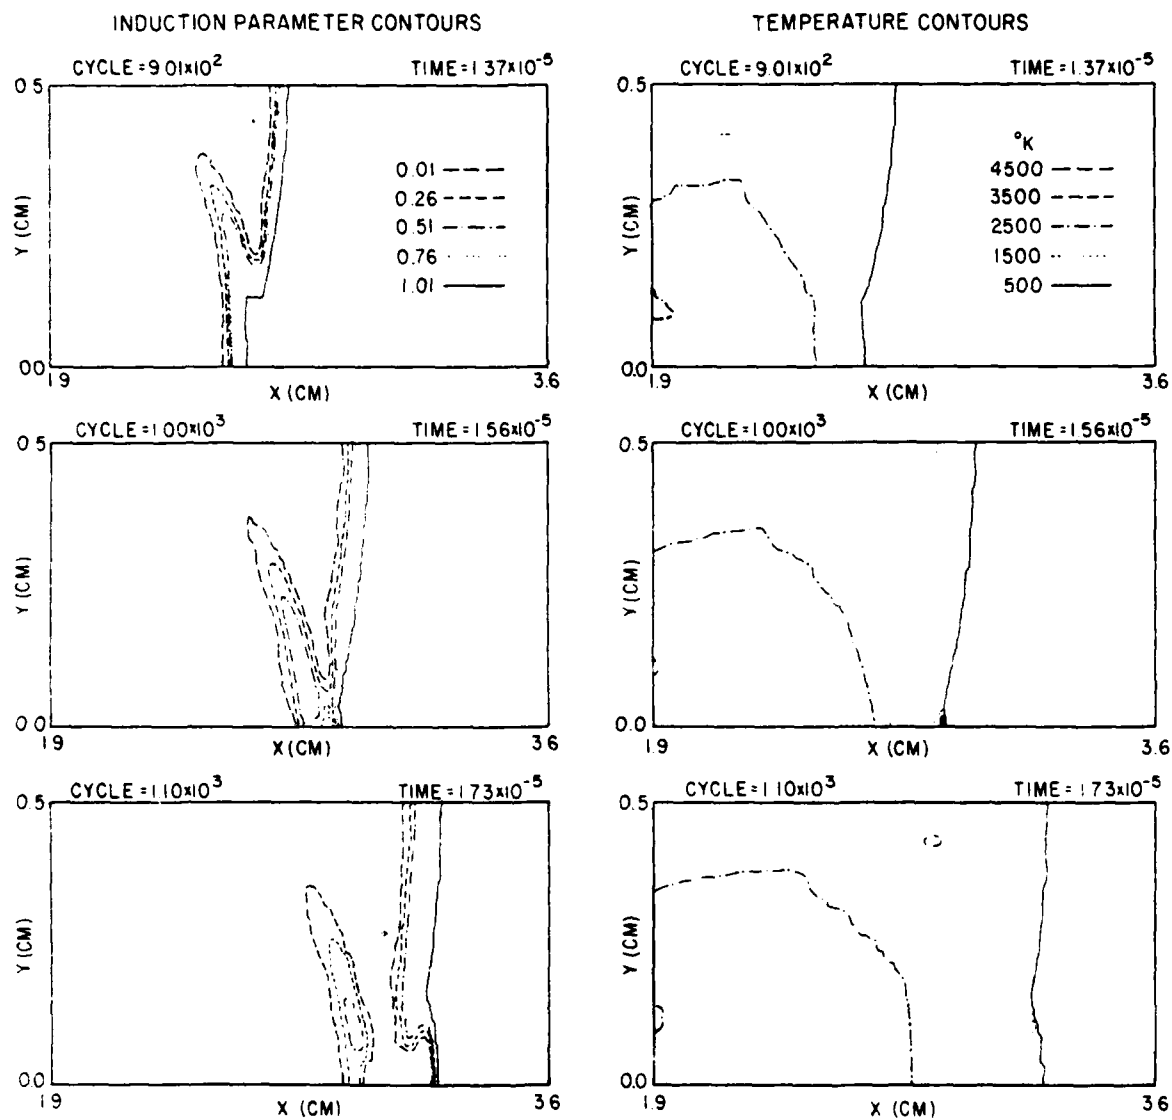 INDUCTION PARAMETER CONTOURS
TEMPERATURE CONTOURS
CYCLE = 9.01x10²
TIME = 1.37x10⁻⁵
0.5
0.01
0.26
0.51
0.76
1.01
Y (CM)
0.0
1.9
X (CM)
3.6
CYCLE = 9.01x10²
TIME = 1.37x10⁻⁵
0.5
°K
4500
3500
2500
1500
500
Y (CM)
0.0
1.9
X (CM)
3.6
CYCLE = 1.00x10³
TIME = 1.56x10⁻⁵
0.5
Y (CM)
0.0
1.9
X (CM)
3.6
CYCLE = 1.00x10³
TIME = 1.56x10⁻⁵
0.5
Y (CM)
0.0
1.9
X (CM)
3.6
CYCLE = 1.10x10³
TIME = 1.73x10⁻⁵
0.5
Y (CM)
0.0
1.9
X (CM)
3.6
CYCLE = 1.10x10³
TIME = 1.73x10⁻⁵
0.5
Y (CM)
0.0
1.9
X (CM)
3.6